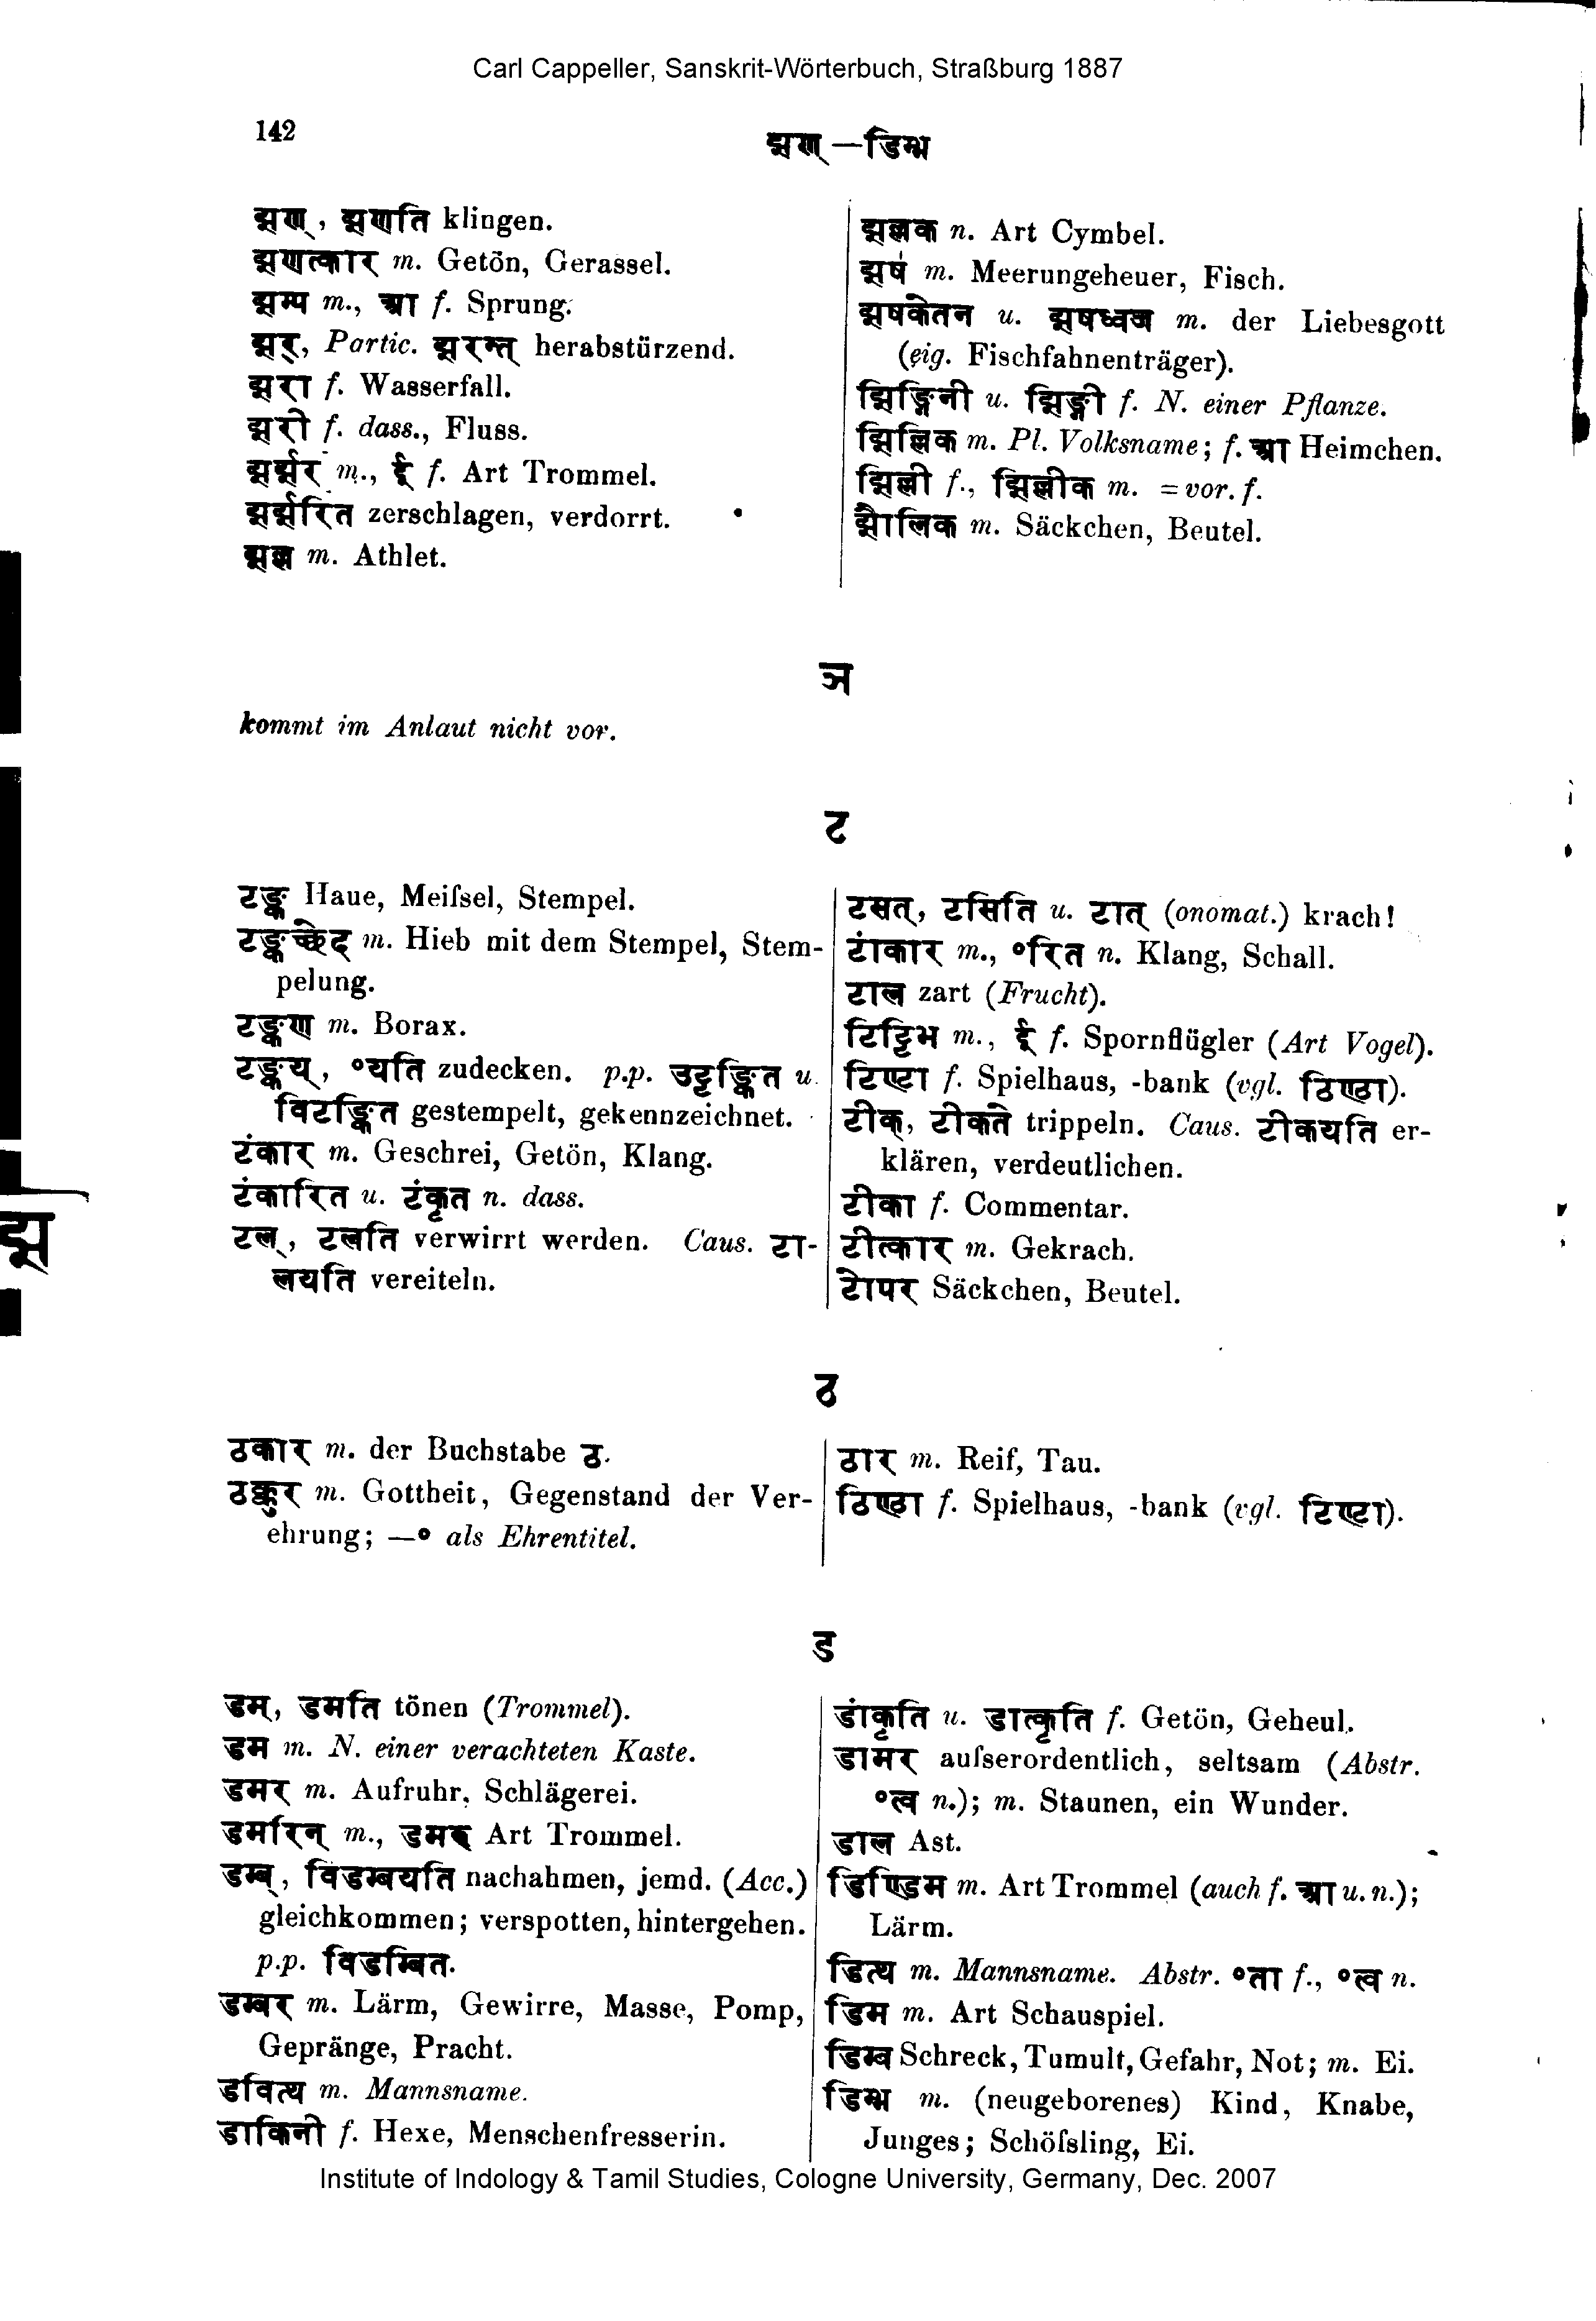 Carl Cappeller, Sanskrit-Wörterbuch, Straßburg 1887
142
झण् —डिम्भ
झण्, झणति klingen.
झणत्कार m. Getön, Gerassel.
झम्प m., आ f. Sprung.
झर्, Partic. झरन्त् herabstürzend.
झरा f. Wasserfall.
झरी f. dass., Fluss.
झर्झर m., ई f. Art Trommel.
झर्झरित zerschlagen, verdorrt.
झल्ल m. Athlet.
झल्लक n. Art Cymbel.
झष m. Meerungeheuer, Fisch.
झषकेतन u. झषध्वज m. der Liebesgott
(eig. Fischfahnenträger).
झिङ्गिनी u. झिङ्गी f. N. einer Pflanze.
झिल्लिक m. Pl. Volksname; f. आ Heimchen.
झिल्ली f., झिल्लीक m. = vor. f.
झौलिक m. Säckchen, Beutel.
ञ
kommt im Anlaut nicht vor.
ट
टङ्क Haue, Meiſsel, Stempel.
टङ्कच्छेद m. Hieb mit dem Stempel, Stem-
pelung.
टङ्कण m. Borax.
टङ्कय्, °यति zudecken. p.p. उट्टङ्कित u.
विटङ्कित gestempelt, gekennzeichnet.
टंकार m. Geschrei, Getön, Klang.
टंकारित u. टंकृत n. dass.
टल्, टलति verwirrt werden. Caus. टा-
लयति vereiteln.
टसत्, टसिति u. टात् (onomat.) krach!
टांकार m., °रित n. Klang, Schall.
टाल zart (Frucht).
टिट्टिभ m., ई f. Spornflügler (Art Vogel).
टिण्टा f. Spielhaus, -bank (vgl. ठिण्ठा).
टीक्, टीकते trippeln. Caus. टीकयति er-
klären, verdeutlichen.
टीका f. Commentar.
टीत्कार m. Gekrach.
टोपर Säckchen, Beutel.
ठ
ठकार m. der Buchstabe ठ.
ठक्कुर m. Gottheit, Gegenstand der Ver-
ehrung; —° als Ehrentitel.
ठार m. Reif, Tau.
ठिण्ठा f. Spielhaus, -bank (vgl. टिण्टा).
ड
डम्, डमति tönen (Trommel).
डम m. N. einer verachteten Kaste.
डमर m. Aufruhr, Schlägerei.
डमरिन् m., डमरु Art Trommel.
डम्ब्, विडम्बयति nachahmen, jemd. (Acc.)
gleichkommen; verspotten, hintergehen.
p.p. विडम्बित.
डम्बर m. Lärm, Gewirre, Masse, Pomp,
Gepränge, Pracht.
डवित्थ m. Mannsname.
डाकिनी f. Hexe, Menschenfresserin.
डांकृति u. डात्कृति f. Getön, Geheul.
डामर auſserordentlich, seltsam (Abstr.
°त्व n.); m. Staunen, ein Wunder.
डाल Ast.
डिण्डिम m. Art Trommel (auch f. आ u. n.);
Lärm.
डित्थ m. Mannsname. Abstr. °ता f., °त्व n.
डिम m. Art Schauspiel.
डिम्ब Schreck, Tumult, Gefahr, Not; m. Ei.
डिम्भ m. (neugeborenes) Kind, Knabe,
Junges; Schöſsling, Ei.
झ
Institute of Indology & Tamil Studies, Cologne University, Germany, Dec. 2007